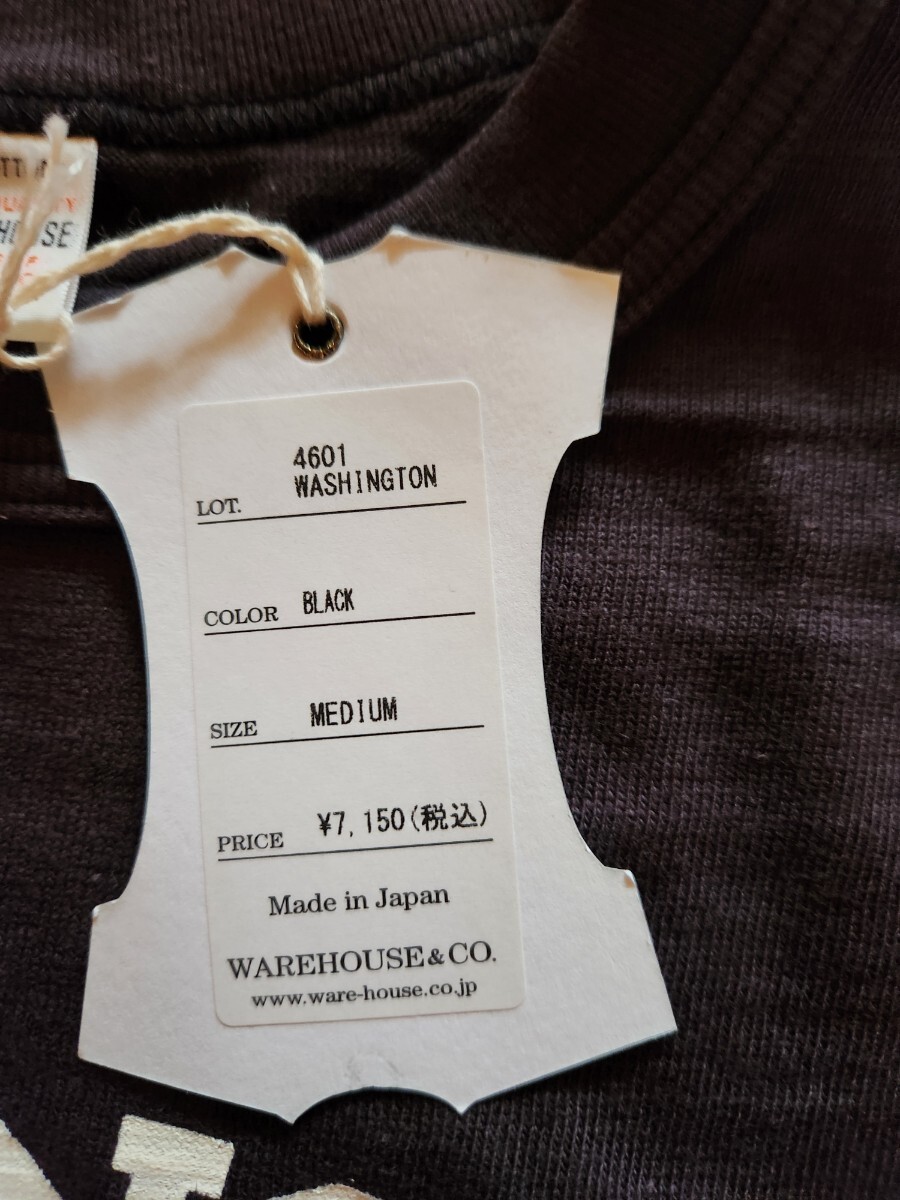 HOUSE
4601
WASHINGTON
LOT.
COLOR BLACK
SIZE MEDIUM
PRICE ¥7,150(税込)
Made in Japan
WAREHOUSE&CO.
www.ware-house.co.jp